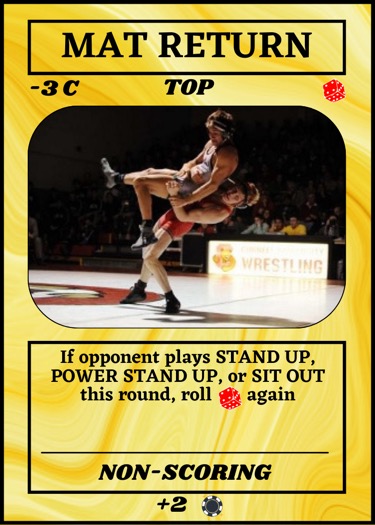 MAT RETURN
-3 C TOP
WRESTLING
If opponent plays STAND UP,
POWER STAND UP, or SIT OUT
this round, roll again
NON-SCORING
+2